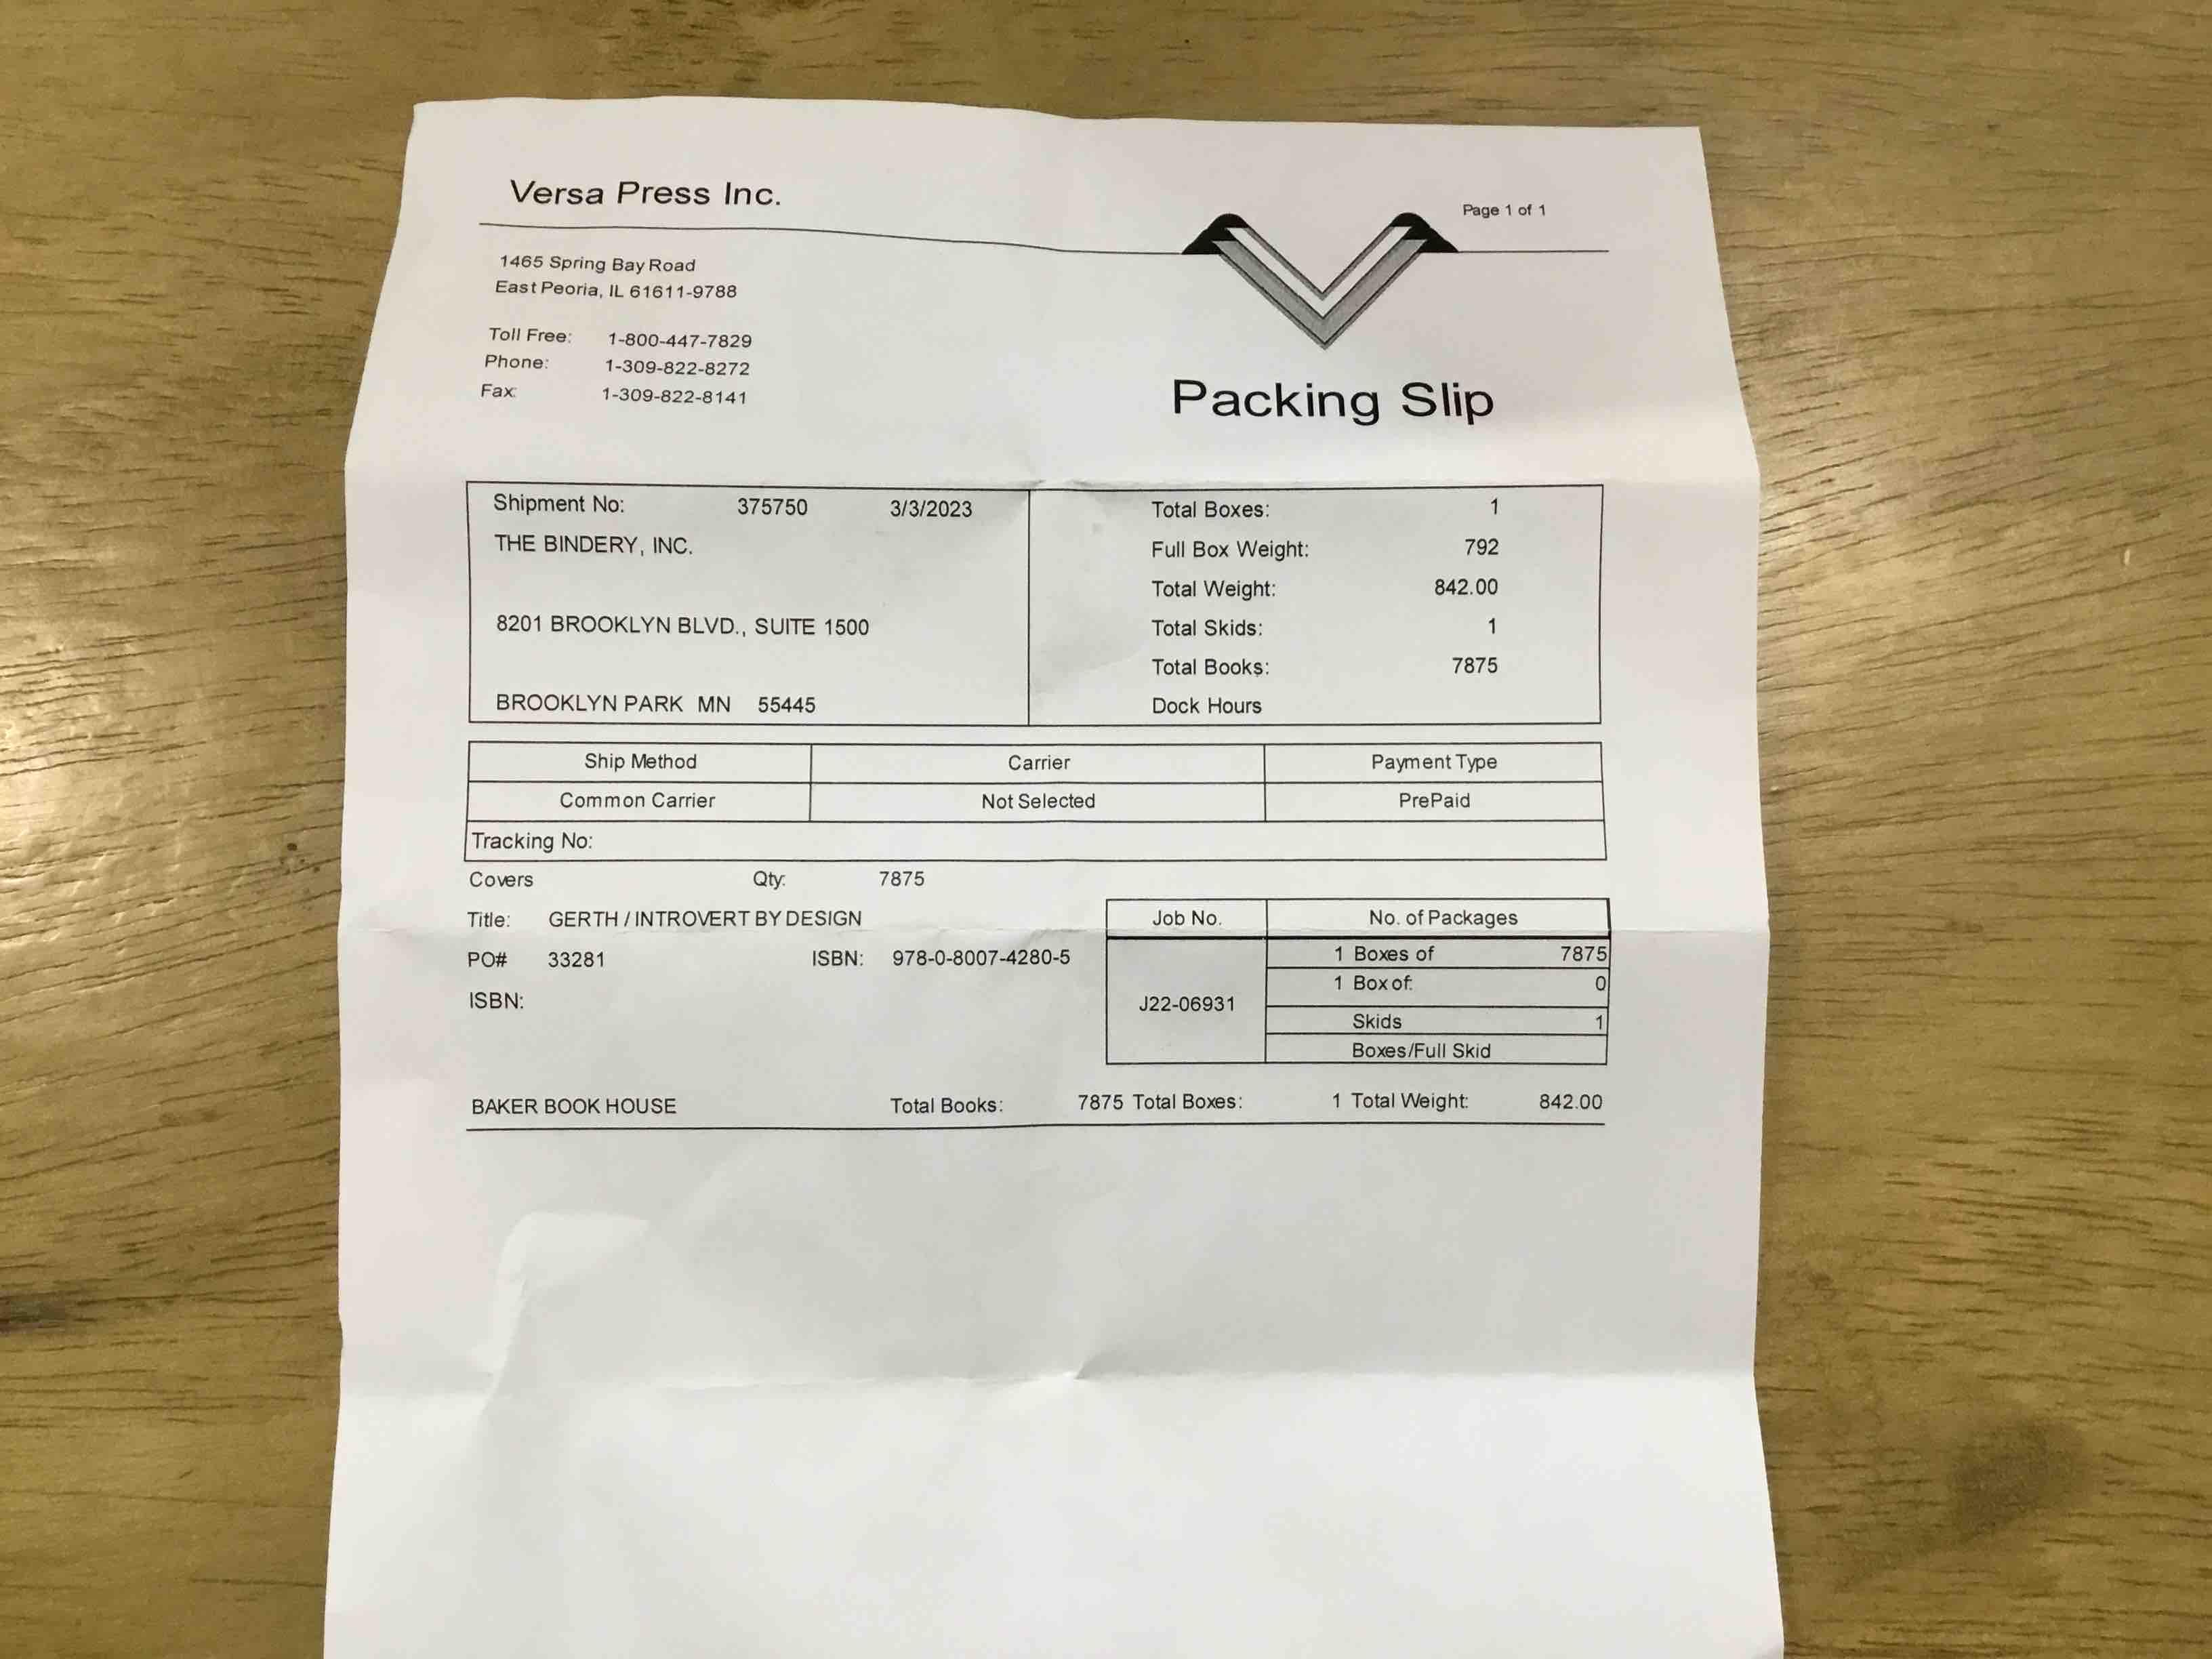 Versa Press Inc.
Page 1 of 1
1465 Spring Bay Road
East Peoria, IL 61611-9788
Toll Free: 1-800-447-7829
Phone: 1-309-822-8272
Fax: 1-309-822-8141
Packing Slip
Shipment No: 375750 3/3/2023
THE BINDERY, INC.
8201 BROOKLYN BLVD., SUITE 1500
BROOKLYN PARK MN 55445
Total Boxes: 1
Full Box Weight: 792
Total Weight: 842.00
Total Skids: 1
Total Books: 7875
Dock Hours
Ship Method Carrier Payment Type
Common Carrier Not Selected PrePaid
Tracking No:
Covers Qty: 7875
Title: GERTH / INTROVERT BY DESIGN
PO# 33281 ISBN: 978-0-8007-4280-5
ISBN:
Job No. No. of Packages
J22-06931
1 Boxes of 7875
1 Box of: 0
Skids 1
Boxes/Full Skid
BAKER BOOK HOUSE Total Books: 7875 Total Boxes: 1 Total Weight: 842.00